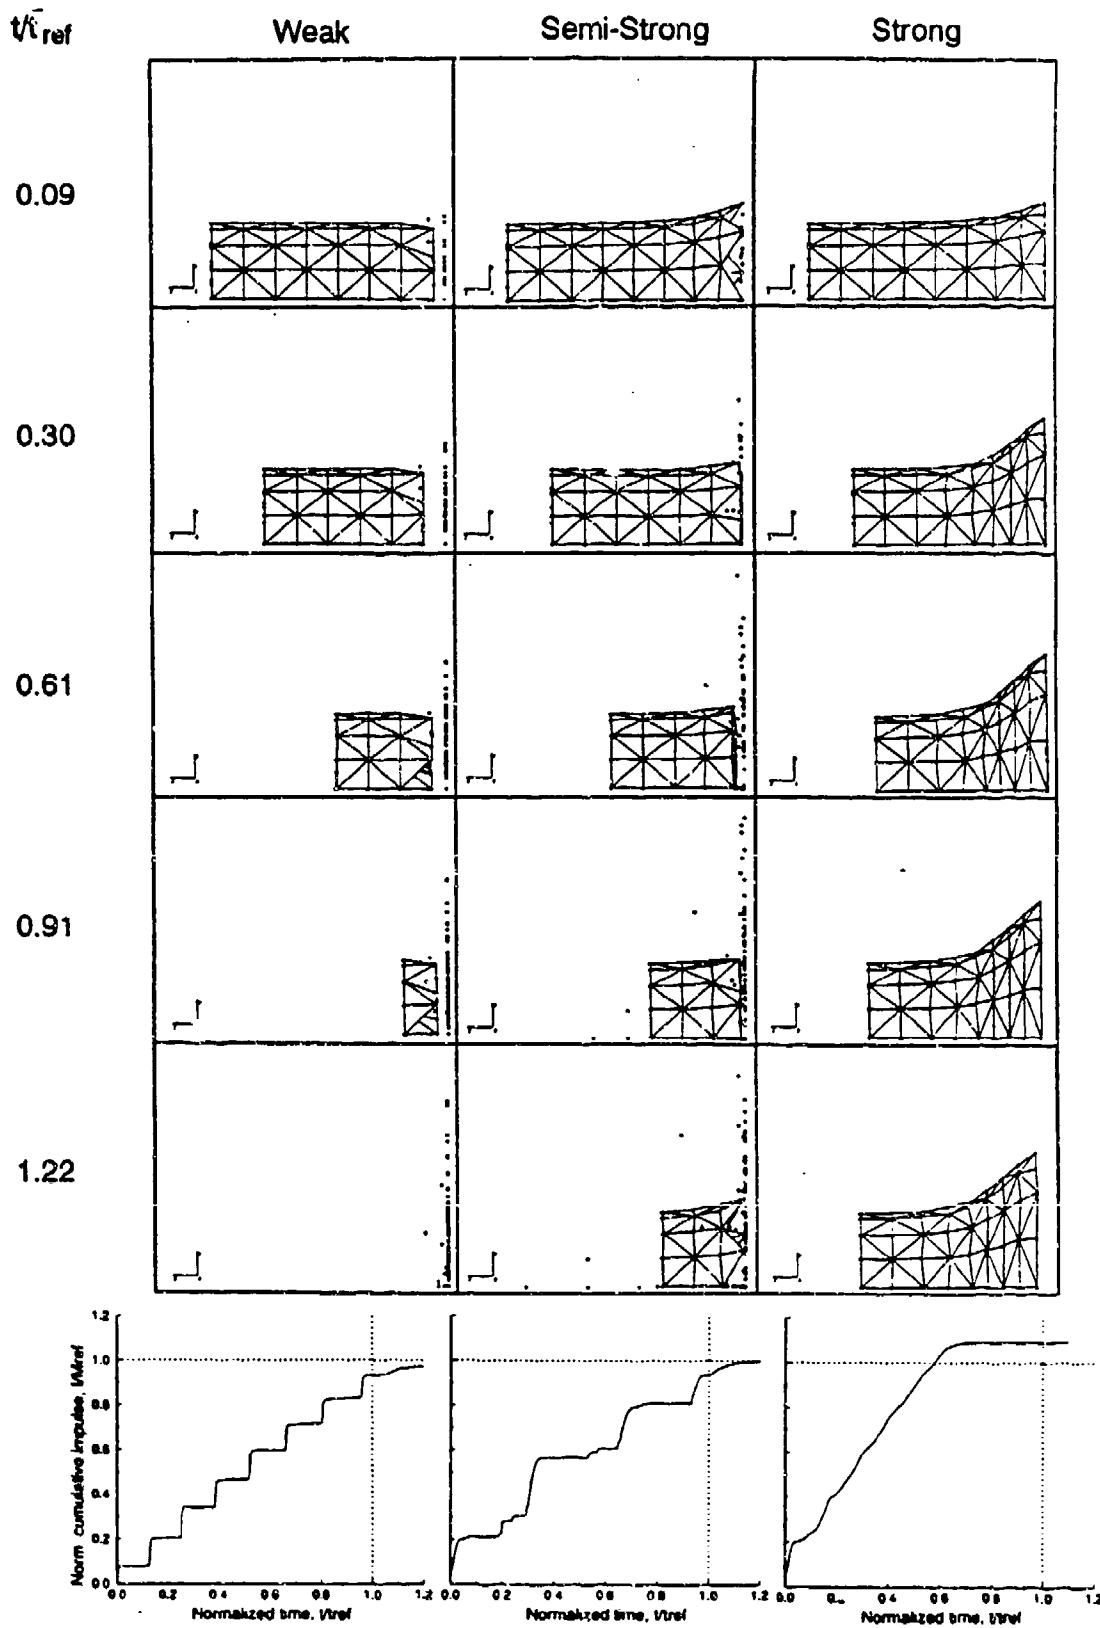 t/t̄ref Weak Semi-Strong Strong
0.09
0.30
0.61
0.91
1.22
Norm cumulative impulse, I/Mref
1.2
1.0
0.8
0.6
0.4
0.2
0.0
0.0 0.2 0.4 0.6 0.8 1.0 1.2
Normalized time, t/tref
0.0 0.2 0.4 0.6 0.8 1.0 1.2
Normalized time, t/tref
0.0 0.4 0.6 0.8 1.0 1.2
Normalized time, t/tref